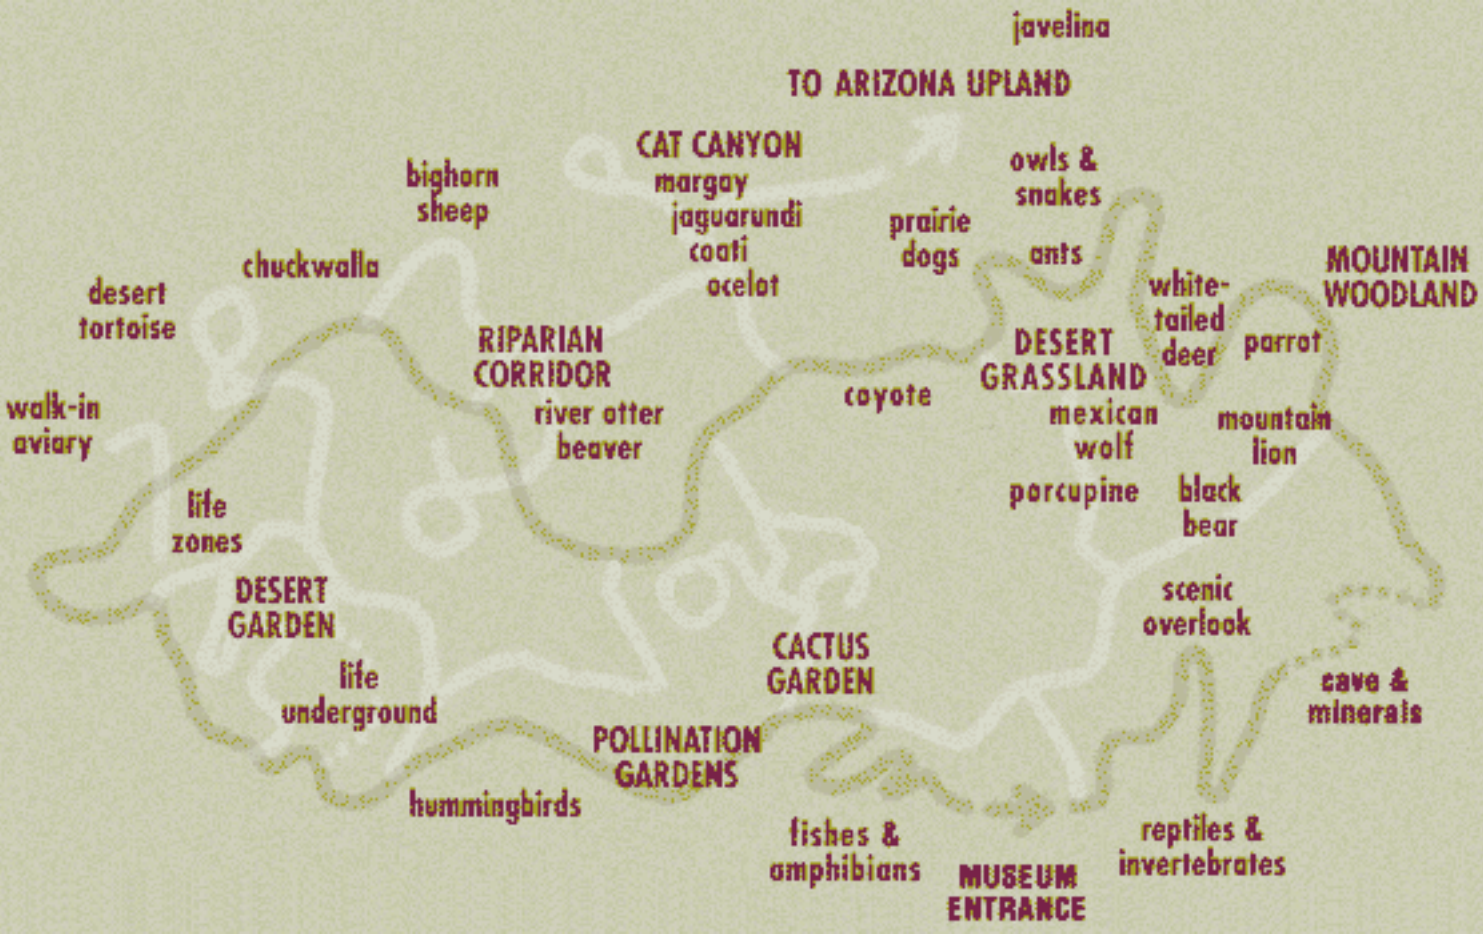 javelina
TO ARIZONA UPLAND
CAT CANYON
margay
jaguarundi
coati
ocelot
owls &
snakes
bighorn
sheep
prairie
dogs
ants
chuckwalla
desert
tortoise
white-
tailed
deer
MOUNTAIN
WOODLAND
parrot
RIPARIAN
CORRIDOR
river otter
beaver
DESERT
GRASSLAND
coyote
mexican
wolf
mountain
lion
walk-in
aviary
porcupine
black
bear
life
zones
DESERT
GARDEN
scenic
overlook
life
underground
CACTUS
GARDEN
cave &
minerals
POLLINATION
GARDENS
hummingbirds
fishes &
amphibians
MUSEUM
ENTRANCE
reptiles &
invertebrates